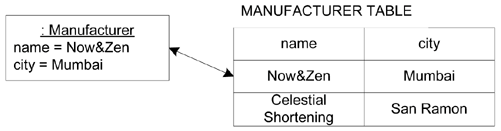 : Manufacturer
name = Now&Zen
city = Mumbai
MANUFACTURER TABLE
name city
Now&Zen Mumbai
Celestial
Shortening San Ramon